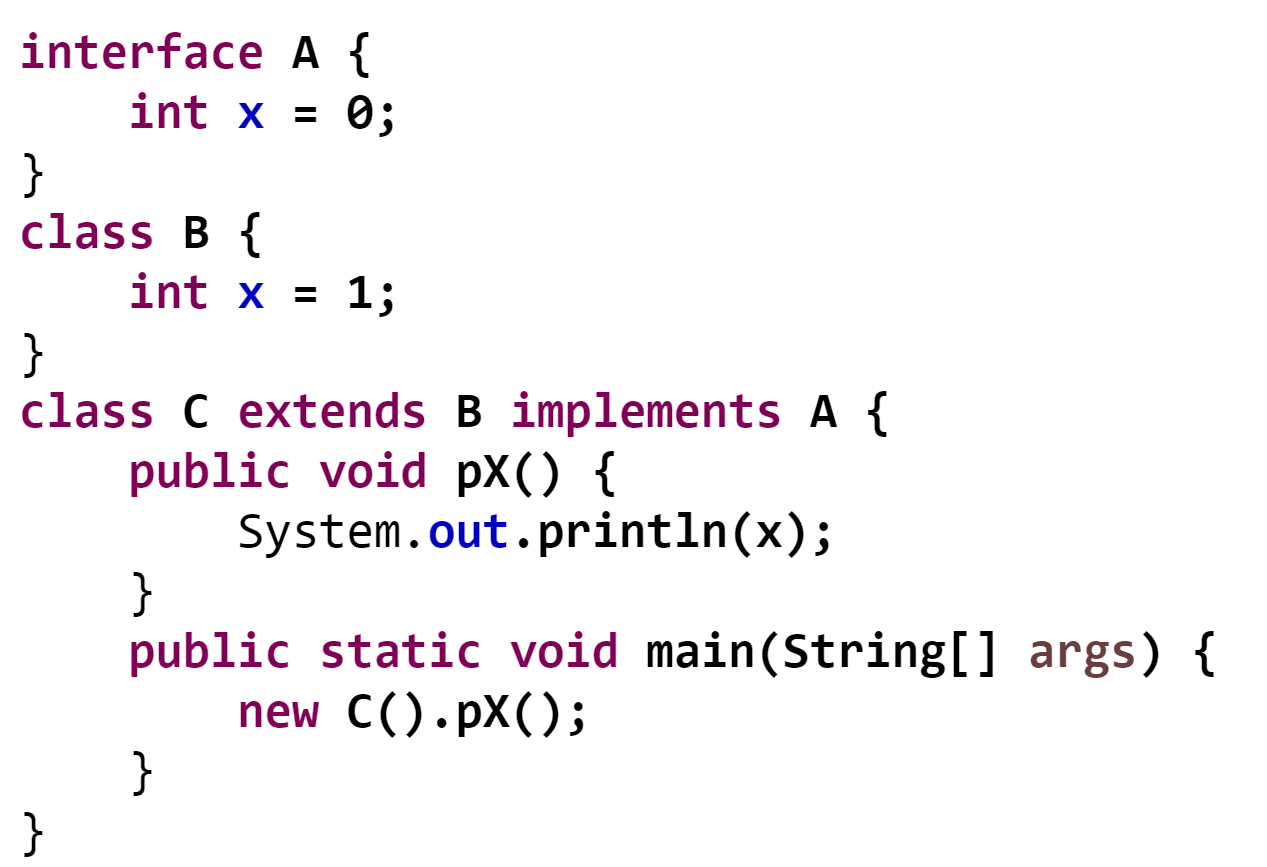 interface A {
    int x = 0;
}
class B {
    int x = 1;
}
class C extends B implements A {
    public void pX() {
        System.out.println(x);
    }
    public static void main(String[] args) {
        new C().pX();
    }
}